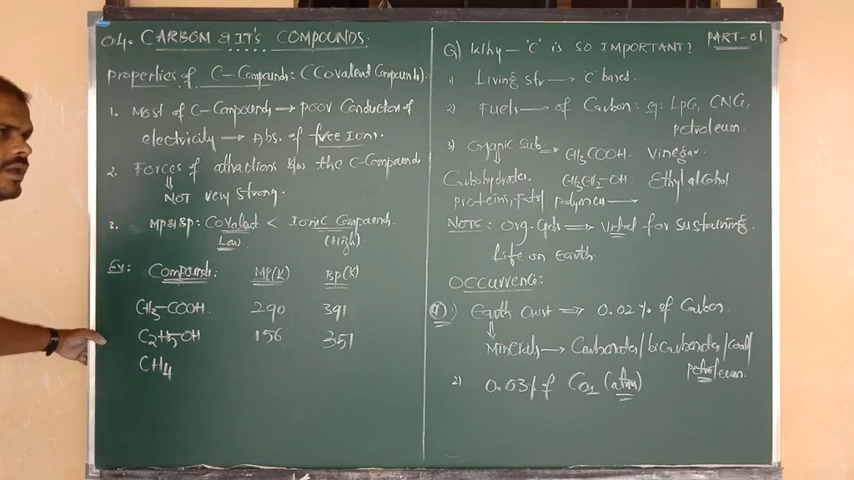 04. CARBON & IT'S COMPOUNDS.
properties of C-Compounds: (Covalent Compounds).
1. Most of C-Compounds → poor Conduction of
electricity → Abs. of free Ions.
2. Forces of attractions b/w the C-Compounds
⇓
NOT very strong.
3. MP&BP: Covalent < Ionic Compounds.
Law (High)
Ex: Compounds: MP(K) BP(K)
CH3-COOH. 290 391
C2H5-OH 156 351
CH4
PART-01
Q) Why - "C" is so IMPORTANT?
1) Living Str → 'C' based.
2) Fuels → of Carbon: eg: LPG, CNG,
petroleum.
3) Organic Sub ⇒ CH3COOH. Vinegar.
⇓
Carbohydrates, CH3CH2-OH. Ethyl alcohol
proteins, Fats/ polymen →
NOTE: Org. Cpds ⇒ Vital for sustaining
Life on Earth.
OCCURRENCE:
1) Earth Crust ⇒ 0.02% of Carbon.
⇓
Minerals → Carbonates/bicarbonates/coal/
petroleum.
2) 0.03% of CO2 (atm)